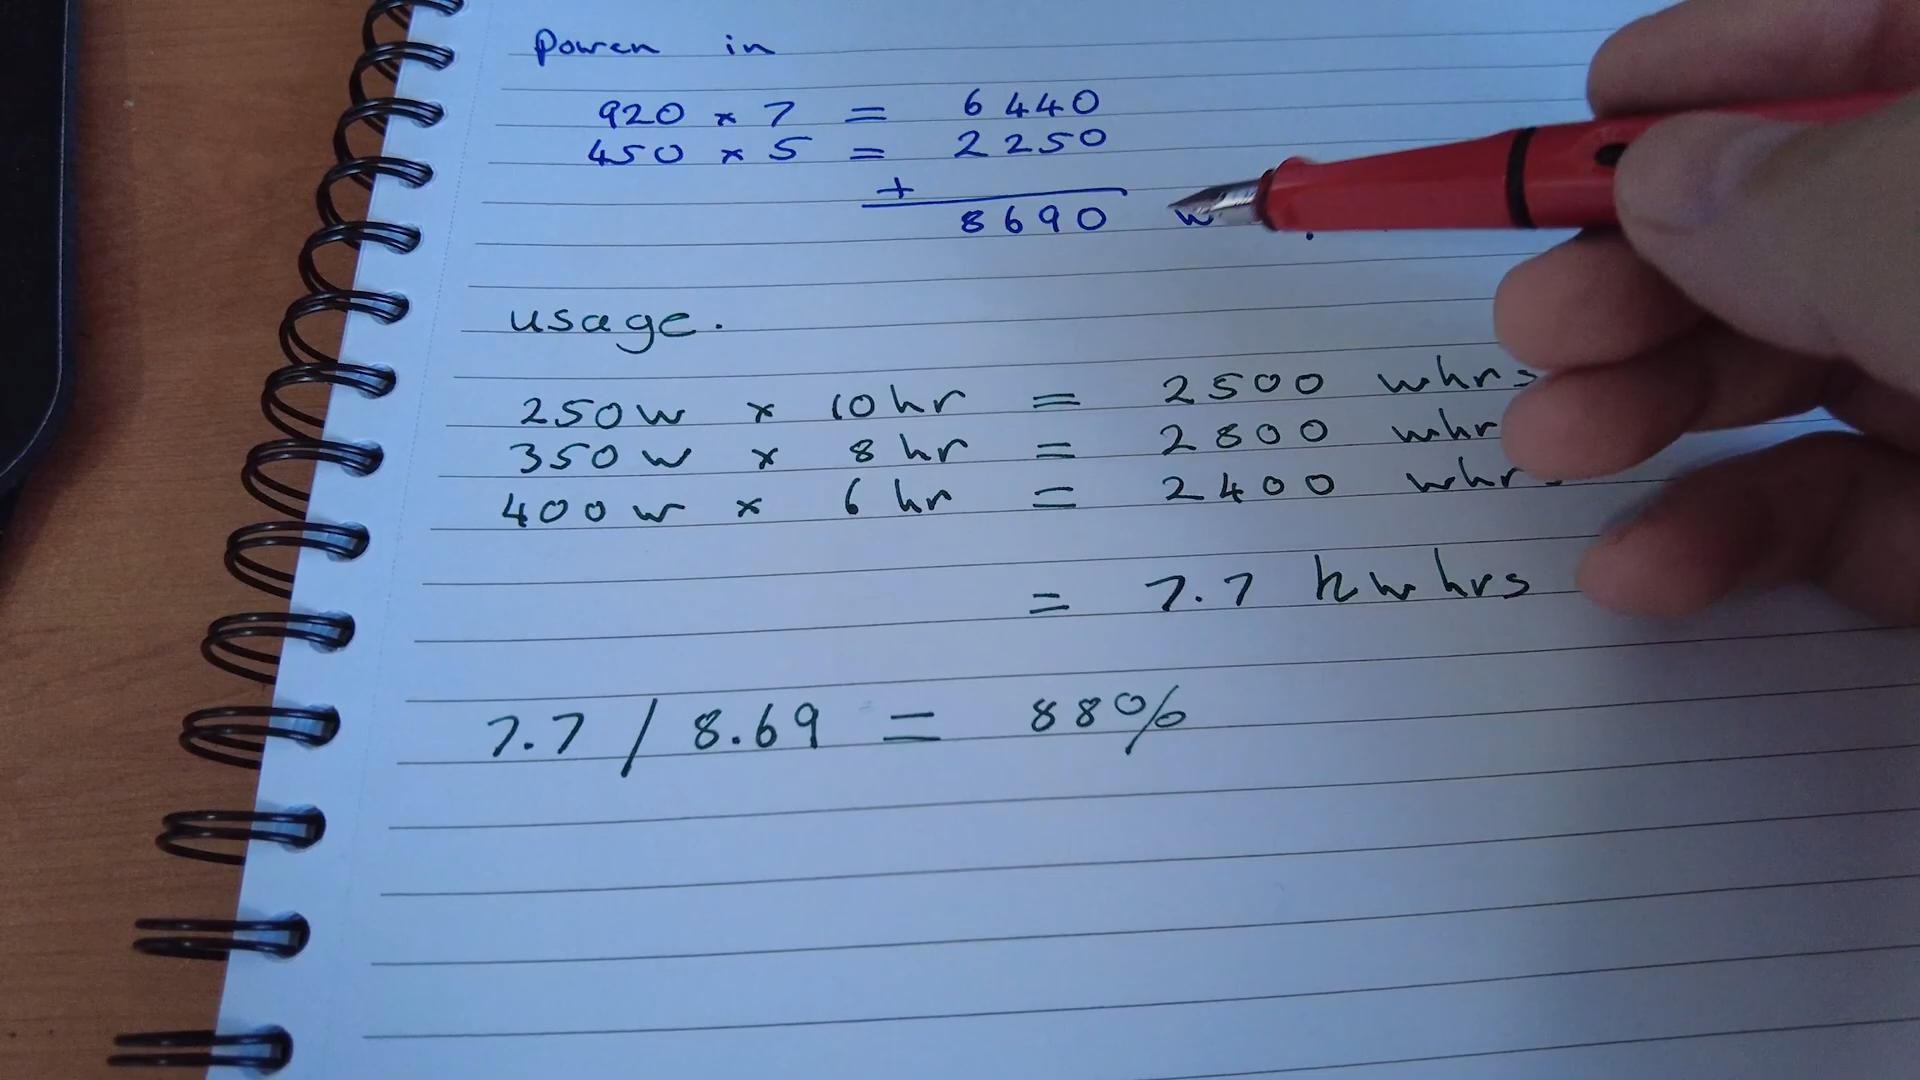 Power in
920 x 7 = 6440
450 x 5 = 2250
+
8690 w
usage.
250w x 10hr = 2500 whrs
350w x 8hr = 2800 whr
400w x 6hr = 2400 whr
= 7.7 kwhrs
7.7 / 8.69 = 88%